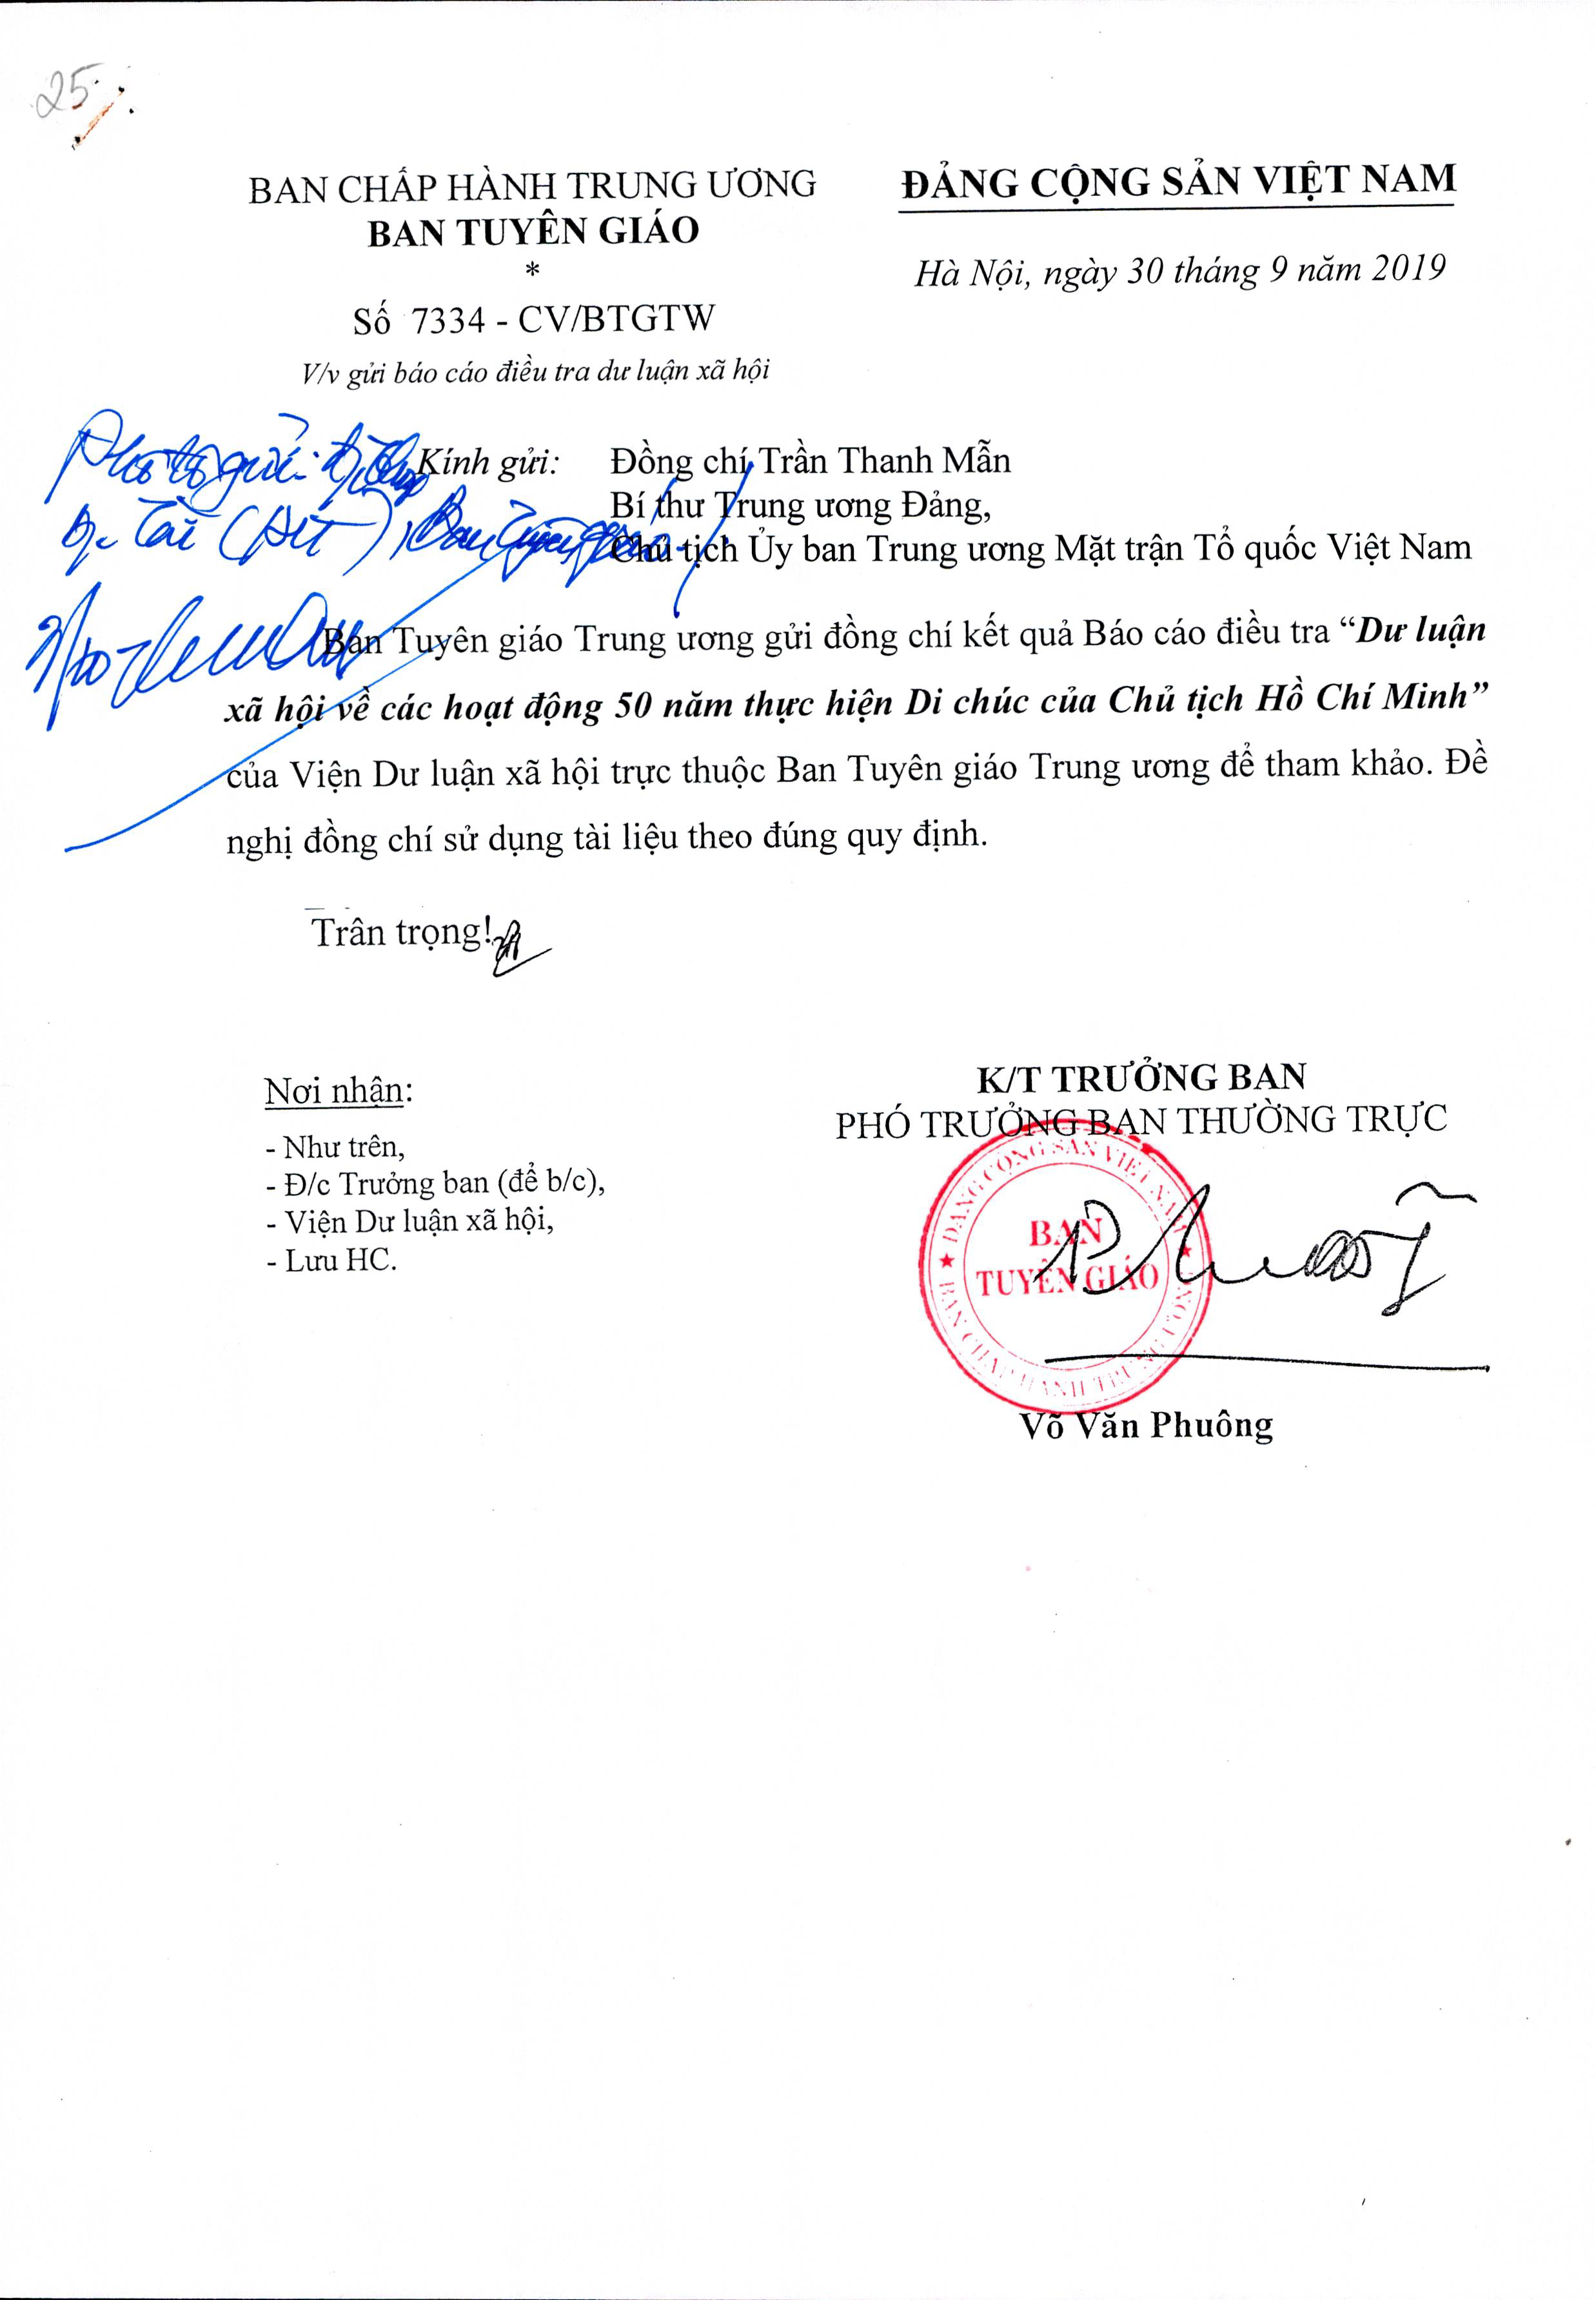 25
BAN CHẤP HÀNH TRUNG ƯƠNG
BAN TUYÊN GIÁO
*
Số 7334 - CV/BTGTW
V/v gửi báo cáo điều tra dư luận xã hội
ĐẢNG CỘNG SẢN VIỆT NAM
Hà Nội, ngày 30 tháng 9 năm 2019
Kính gửi: Đồng chí Trần Thanh Mẫn
Bí thư Trung ương Đảng,
Chủ tịch Ủy ban Trung ương Mặt trận Tổ quốc Việt Nam
Photo gửi:
Ban Tuyên giáo Trung ương gửi đồng chí kết quả Báo cáo điều tra “Dư luận
xã hội về các hoạt động 50 năm thực hiện Di chúc của Chủ tịch Hồ Chí Minh”
của Viện Dư luận xã hội trực thuộc Ban Tuyên giáo Trung ương để tham khảo. Đề
nghị đồng chí sử dụng tài liệu theo đúng quy định.
Trân trọng!
Nơi nhận:
- Như trên,
- Đ/c Trưởng ban (để b/c),
- Viện Dư luận xã hội,
- Lưu HC.
K/T TRƯỞNG BAN
PHÓ TRƯỞNG BAN THƯỜNG TRỰC
ĐẢNG CỘNG SẢN VIỆT NAM
BAN
TUYÊN GIÁO
BAN CHẤP HÀNH TRUNG ƯƠNG
Võ Văn Phuông